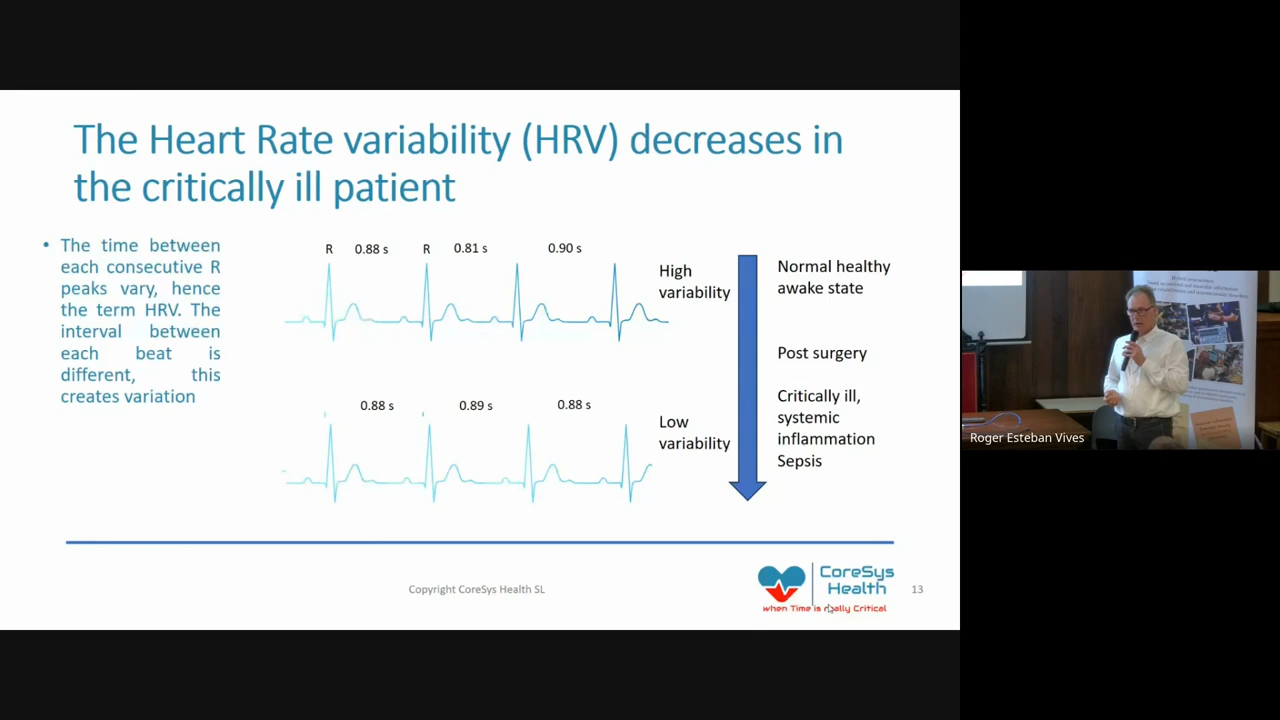 The Heart Rate variability (HRV) decreases in
the critically ill patient
• The time between
each consecutive R
peaks vary, hence
the term HRV. The
interval between
each beat is
different, this
creates variation
R 0.88 s R 0.81 s 0.90 s
High
variability
Normal healthy
awake state
Post surgery
0.88 s 0.89 s 0.88 s
Low
variability
Critically ill,
systemic
inflammation
Sepsis
Copyright CoreSys Health SL
CoreSys
Health
when Time is really Critical
13
Roger Esteban Vives